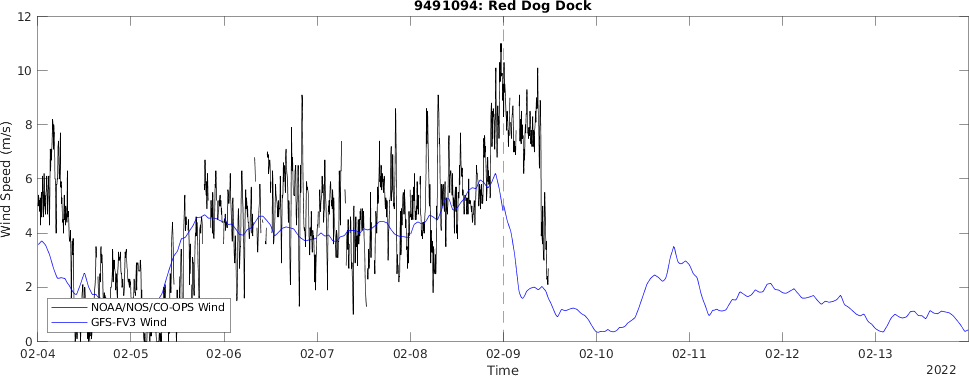 9491094: Red Dog Dock
12
10
8
6
4
2
0
Wind Speed (m/s)
NOAA/NOS/CO-OPS Wind
GFS-FV3 Wind
02-04 02-05 02-06 02-07 02-08 02-09 02-10 02-11 02-12 02-13
Time
2022